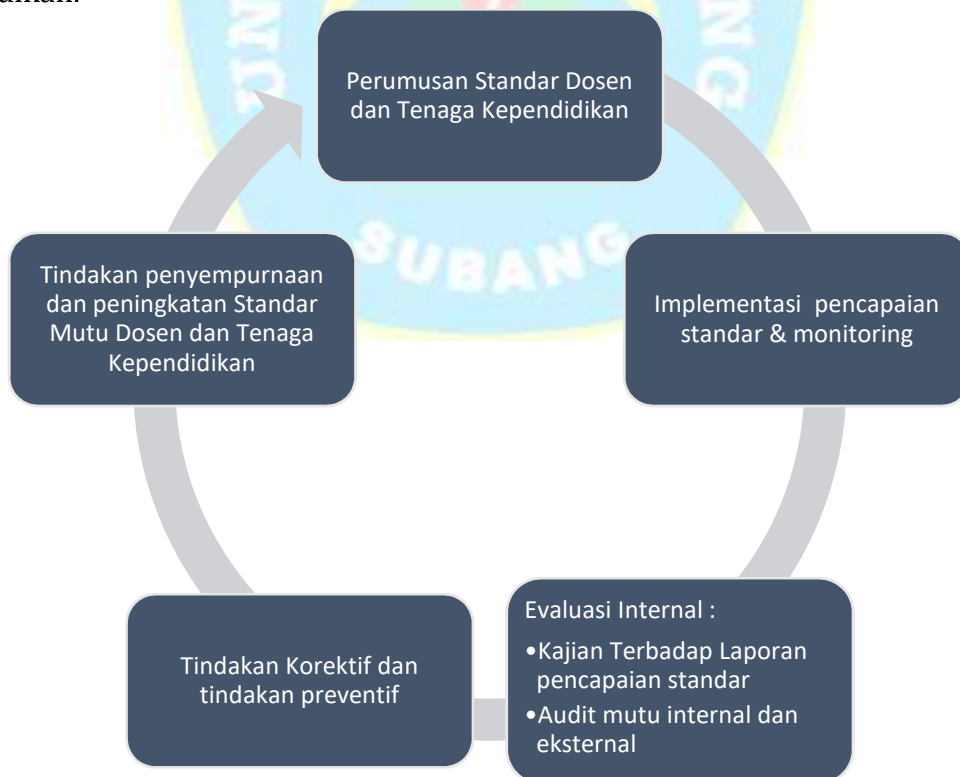 Perumusan Standar Dosen
dan Tenaga Kependidikan
Implementasi pencapaian
standar & monitoring
Evaluasi Internal :
•Kajian Terbadap Laporan
pencapaian standar
•Audit mutu internal dan
eksternal
Tindakan Korektif dan
tindakan preventif
Tindakan penyempurnaan
dan peningkatan Standar
Mutu Dosen dan Tenaga
Kependidikan
SUBANG